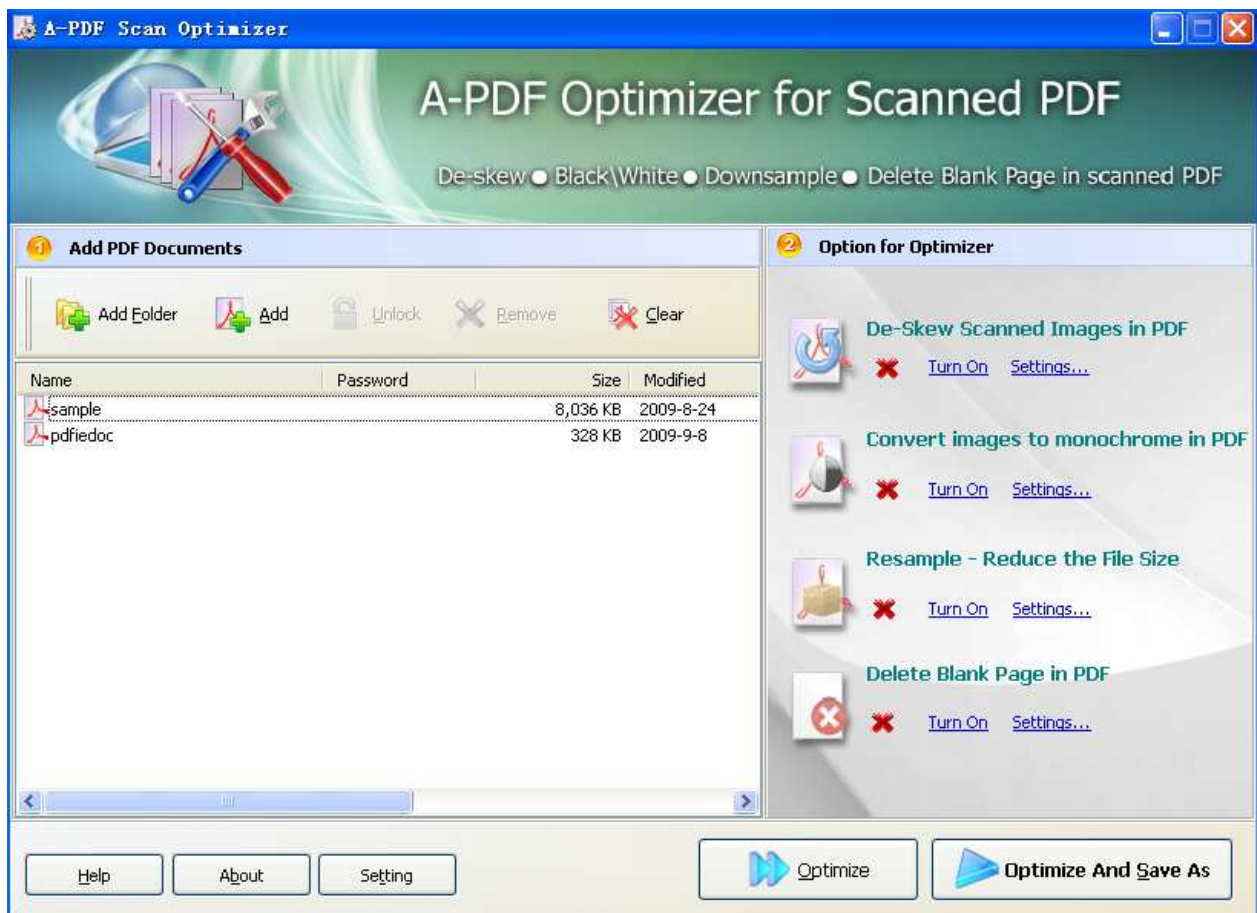 A-PDF Scan Optimizer
A-PDF Optimizer for Scanned PDF
De-skew ● Black\White ● Downsample ● Delete Blank Page in scanned PDF
1 Add PDF Documents
Add Folder Add Unlock Remove Clear
Name Password Size Modified
sample 8,036 KB 2009-8-24
pdfiedoc 328 KB 2009-9-8
2 Option for Optimizer
De-Skew Scanned Images in PDF
Turn On Settings...
Convert images to monochrome in PDF
Turn On Settings...
Resample - Reduce the File Size
Turn On Settings...
Delete Blank Page in PDF
Turn On Settings...
Help About Setting Optimize Optimize And Save As